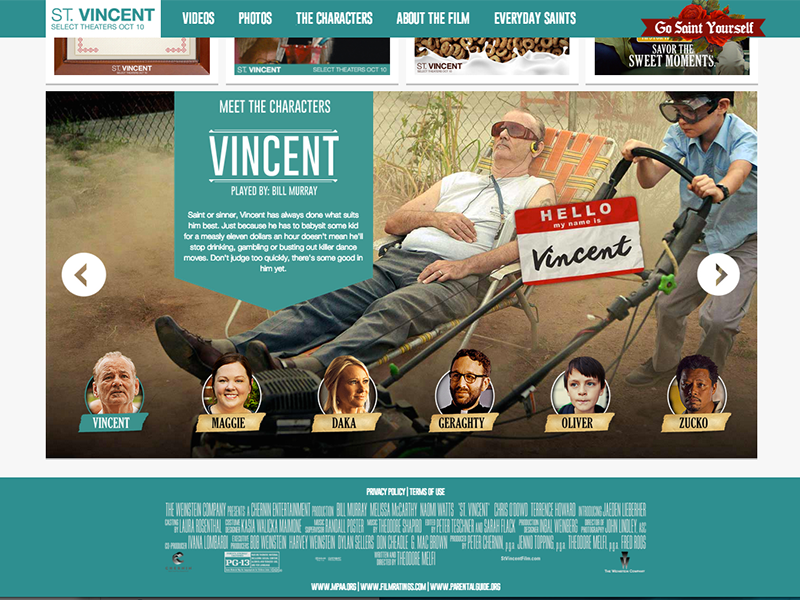 ST. VINCENT
SELECT THEATERS OCT 10
VIDEOS PHOTOS THE CHARACTERS ABOUT THE FILM EVERYDAY SAINTS
Go Saint Yourself
ST. VINCENT
ST. VINCENT SELECT THEATERS OCT 10
ST. VINCENT
SAVOR THE
SWEET MOMENTS
MEET THE CHARACTERS
VINCENT
PLAYED BY: BILL MURRAY
Saint or sinner, Vincent has always done what suits
him best. Just because he has to babysit some kid
for a measly eleven dollars an hour doesn't mean he'll
stop drinking, gambling or busting out killer dance
moves. Don't judge too quickly, there's some good in
him yet.
HELLO
my name is
Vincent
VINCENT MAGGIE DAKA GERAGHTY OLIVER ZUCKO
PRIVACY POLICY | TERMS OF USE
THE WEINSTEIN COMPANY PRESENTS A CHERNIN ENTERTAINMENT PRODUCTION BILL MURRAY MELISSA MCCARTHY NAOMI WATTS "ST. VINCENT" CHRIS O'DOWD TERRENCE HOWARD INTRODUCING JAEDEN LIEBERHER
CASTING BY LAURA ROSENTHAL COSTUME DESIGNER KASIA WALICKA MAIMONE MUSIC SUPERVISOR RANDALL POSTER MUSIC BY THEODORE SHAPIRO EDITED BY PETER TESCHNER AND SARAH FLACK PRODUCTION DESIGNER INBAL WEINBERG DIRECTOR OF PHOTOGRAPHY JOHN LINDLEY ASC
CO-PRODUCER IVANA LOMBARDI EXECUTIVE PRODUCERS BOB WEINSTEIN HARVEY WEINSTEIN DYLAN SELLERS DON CHEADLE G. MAC BROWN PRODUCED BY PETER CHERNIN p.g.a. JENNO TOPPING p.g.a. THEODORE MELFI p.g.a. FRED ROOS
PG-13
WRITTEN AND DIRECTED BY THEODORE MELFI
StVincentFilm.com
THE WEINSTEIN COMPANY
WWW.MPAA.ORG | WWW.FILMRATINGS.COM | WWW.PARENTALGUIDE.ORG